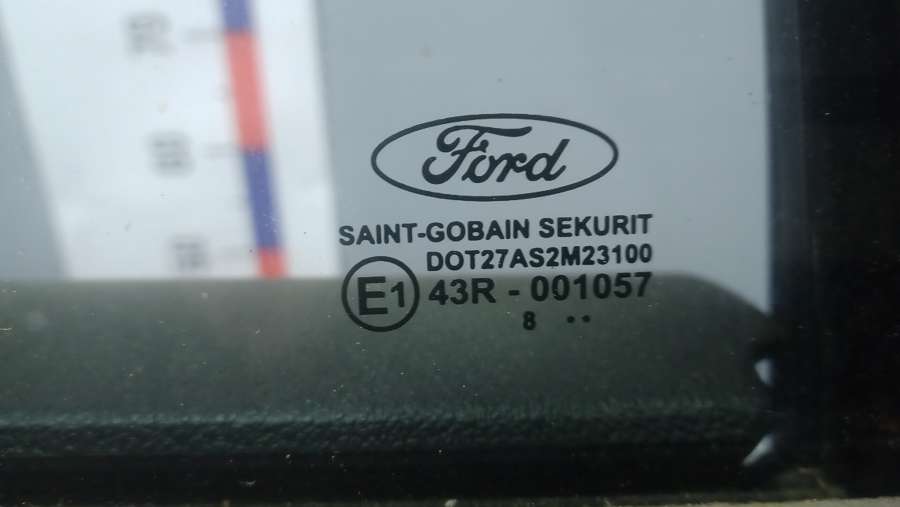 Ford
SAINT-GOBAIN SEKURIT
DOT27AS2M23100
E1 43R - 001057
8 ••